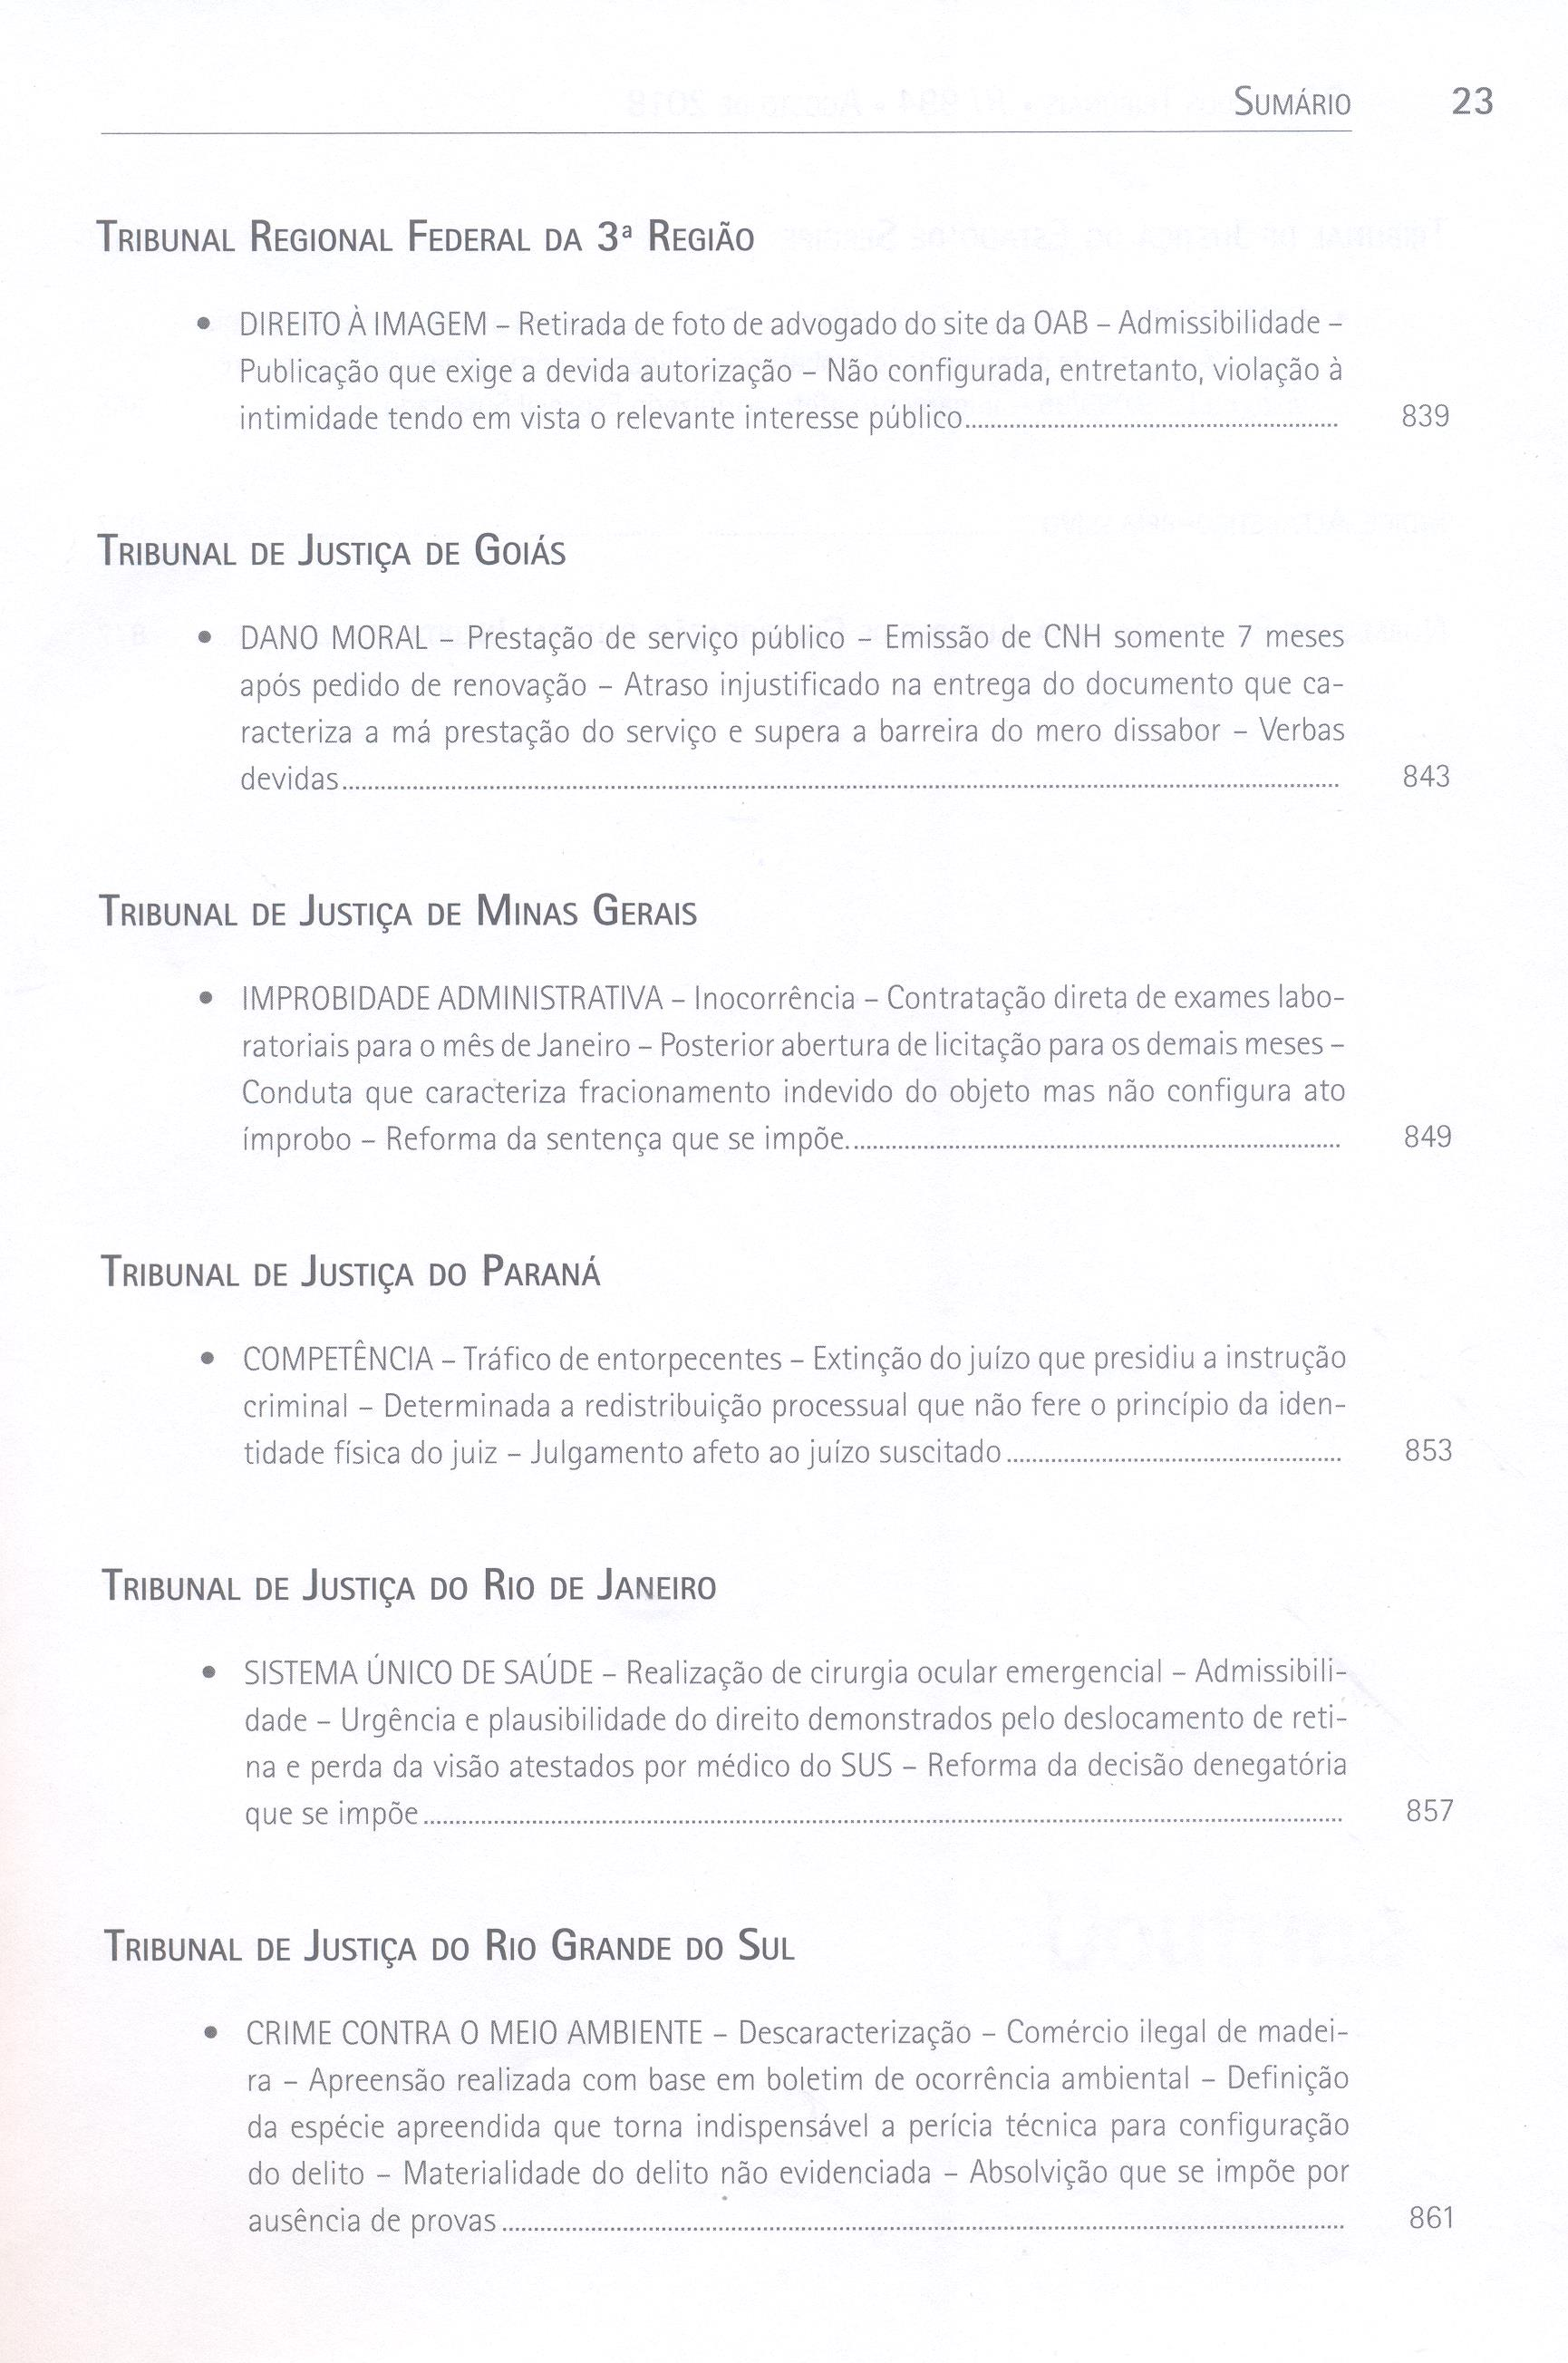 SUMÁRIO 23
TRIBUNAL REGIONAL FEDERAL DA 3ª REGIÃO
• DIREITO À IMAGEM – Retirada de foto de advogado do site da OAB – Admissibilidade –
Publicação que exige a devida autorização – Não configurada, entretanto, violação à
intimidade tendo em vista o relevante interesse público........ 839
TRIBUNAL DE JUSTIÇA DE GOIÁS
• DANO MORAL – Prestação de serviço público – Emissão de CNH somente 7 meses
após pedido de renovação – Atraso injustificado na entrega do documento que ca-
racteriza a má prestação do serviço e supera a barreira do mero dissabor – Verbas
devidas........ 843
TRIBUNAL DE JUSTIÇA DE MINAS GERAIS
• IMPROBIDADE ADMINISTRATIVA – Inocorrência – Contratação direta de exames labo-
ratoriais para o mês de Janeiro – Posterior abertura de licitação para os demais meses –
Conduta que caracteriza fracionamento indevido do objeto mas não configura ato
ímprobo – Reforma da sentença que se impõe........ 849
TRIBUNAL DE JUSTIÇA DO PARANÁ
• COMPETÊNCIA – Tráfico de entorpecentes – Extinção do juízo que presidiu a instrução
criminal – Determinada a redistribuição processual que não fere o princípio da iden-
tidade física do juiz – Julgamento afeto ao juízo suscitado........ 853
TRIBUNAL DE JUSTIÇA DO RIO DE JANEIRO
• SISTEMA ÚNICO DE SAÚDE – Realização de cirurgia ocular emergencial – Admissibili-
dade – Urgência e plausibilidade do direito demonstrados pelo deslocamento de reti-
na e perda da visão atestados por médico do SUS – Reforma da decisão denegatória
que se impõe........ 857
TRIBUNAL DE JUSTIÇA DO RIO GRANDE DO SUL
• CRIME CONTRA O MEIO AMBIENTE – Descaracterização – Comércio ilegal de madei-
ra – Apreensão realizada com base em boletim de ocorrência ambiental – Definição
da espécie apreendida que torna indispensável a perícia técnica para configuração
do delito – Materialidade do delito não evidenciada – Absolvição que se impõe por
ausência de provas........ 861